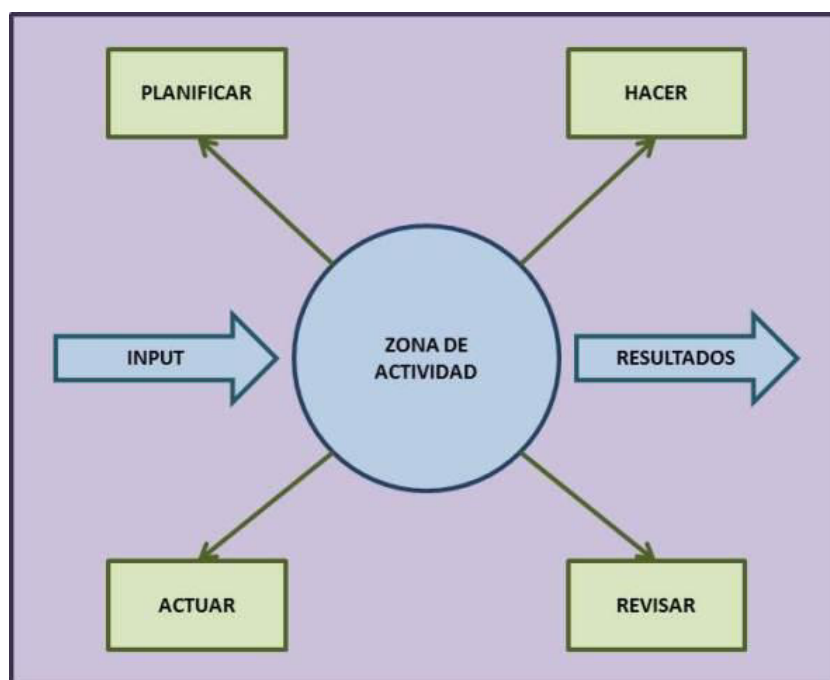 PLANIFICAR
HACER
INPUT
ZONA DE
ACTIVIDAD
RESULTADOS
ACTUAR
REVISAR